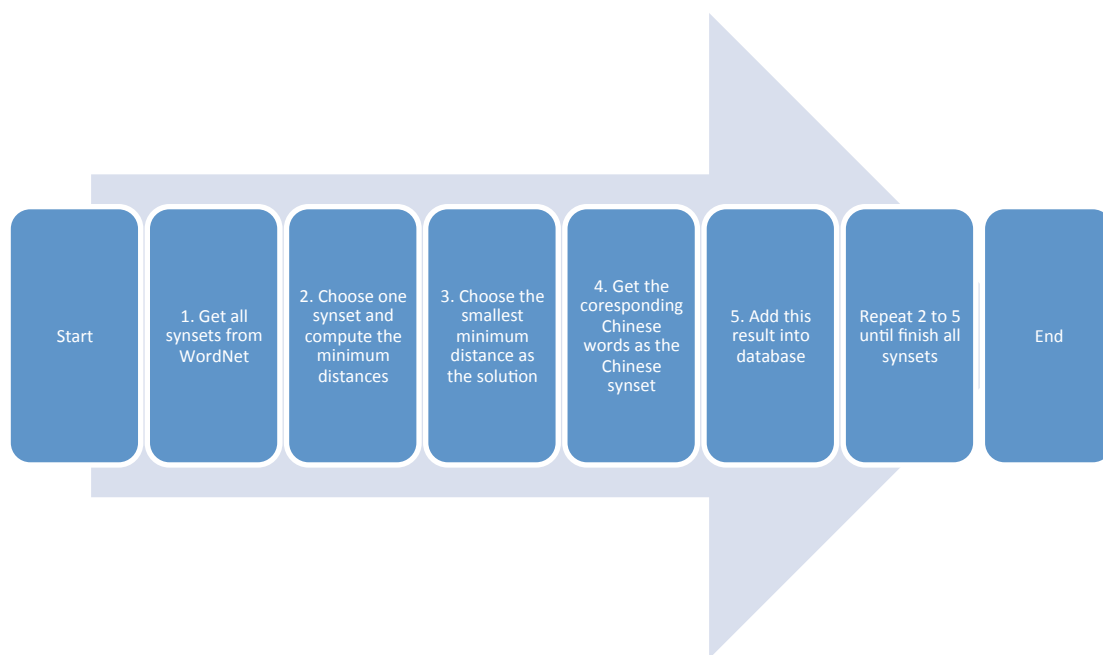 Start
1. Get all
synsets from
WordNet
2. Choose one
synset and
compute the
minimum
distances
3. Choose the
smallest
minimum
distance as
the solution
4. Get the
coresponding
Chinese
words as the
Chinese
synset
5. Add this
result into
database
Repeat 2 to 5
until finish all
synsets
End